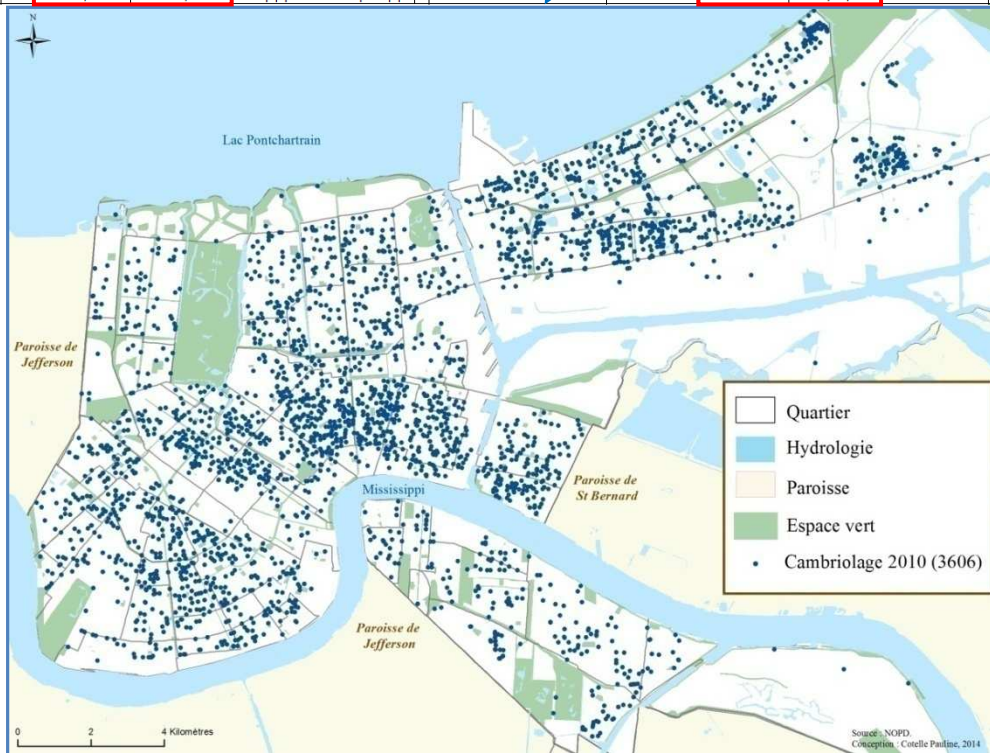 N
Lac Pontchartrain
Paroisse de
Jefferson
Mississippi
Paroisse de
St Bernard
Paroisse de
Jefferson
Quartier
Hydrologie
Paroisse
Espace vert
Cambriolage 2010 (3606)
0 2 4 Kilomètres
Source : NOPD.
Conception : Cotelle Pauline, 2014